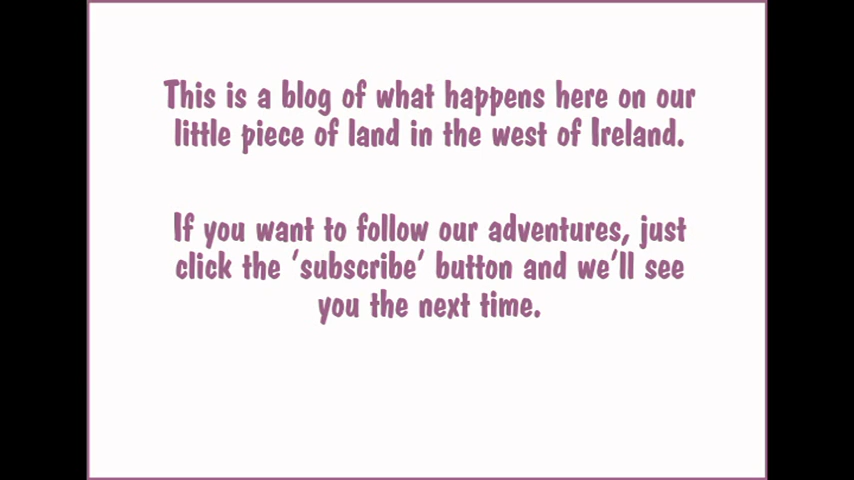 This is a blog of what happens here on our
little piece of land in the west of Ireland.
If you want to follow our adventures, just
click the ‘subscribe’ button and we’ll see
you the next time.